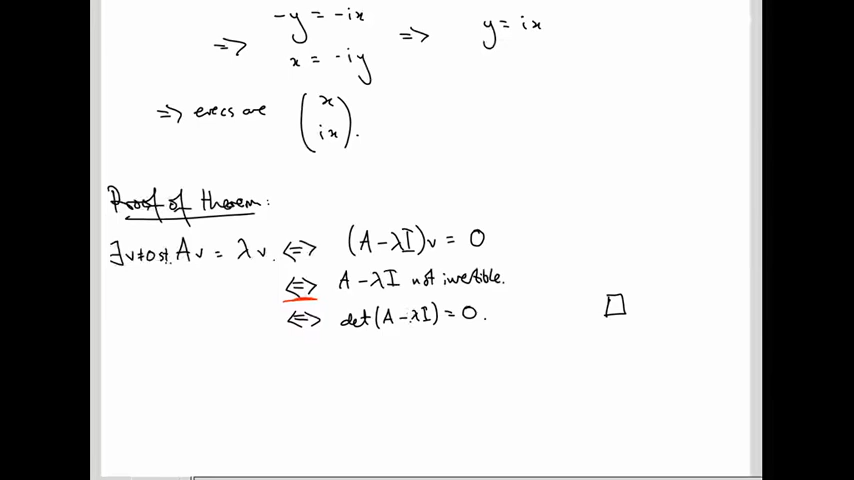 -y = -ix
=> x = -iy => y = ix
=> evecs are (x ix).
Proof of theorem:
∃v≠0 s.t. Av = λv. <=> (A-λI)v = 0
<=> A-λI not invertible.
<=> det(A-λI) = 0. □